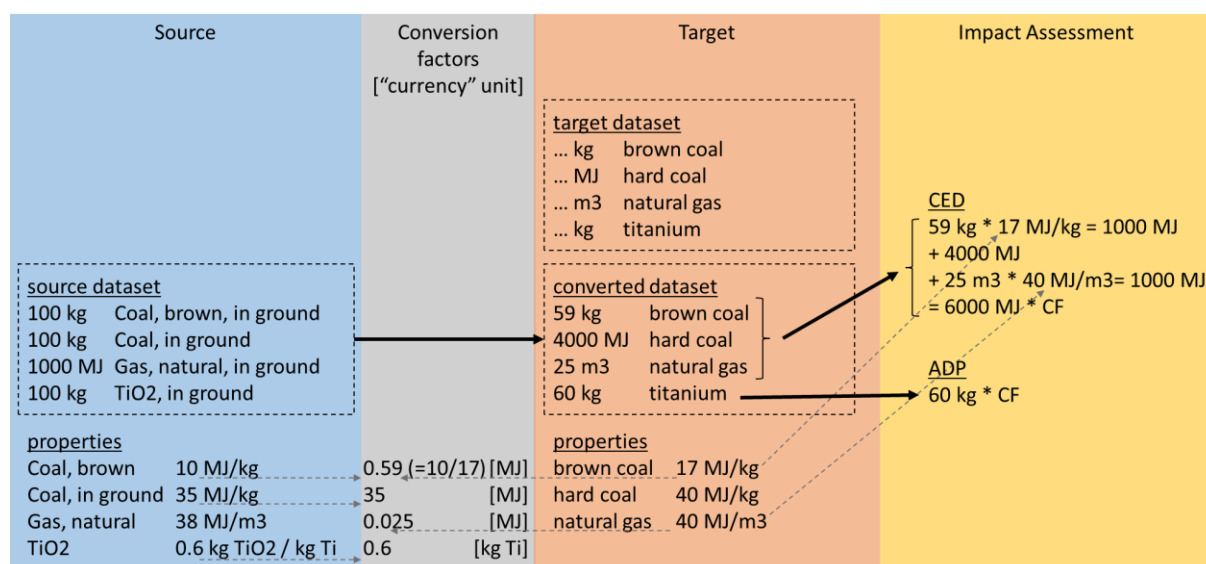 Source
Conversion
factors
["currency" unit]
Target
Impact Assessment
target dataset
... kg brown coal
... MJ hard coal
... m3 natural gas
... kg titanium
source dataset
100 kg Coal, brown, in ground
100 kg Coal, in ground
1000 MJ Gas, natural, in ground
100 kg TiO2, in ground
converted dataset
59 kg brown coal
4000 MJ hard coal
25 m3 natural gas
60 kg titanium
CED
59 kg * 17 MJ/kg = 1000 MJ
+ 4000 MJ
+ 25 m3 * 40 MJ/m3= 1000 MJ
= 6000 MJ * CF
ADP
60 kg * CF
properties
Coal, brown 10 MJ/kg
Coal, in ground 35 MJ/kg
Gas, natural 38 MJ/m3
TiO2 0.6 kg TiO2 / kg Ti
0.59 (=10/17) [MJ]
35 [MJ]
0.025 [MJ]
0.6 [kg Ti]
properties
brown coal 17 MJ/kg
hard coal 40 MJ/kg
natural gas 40 MJ/m3